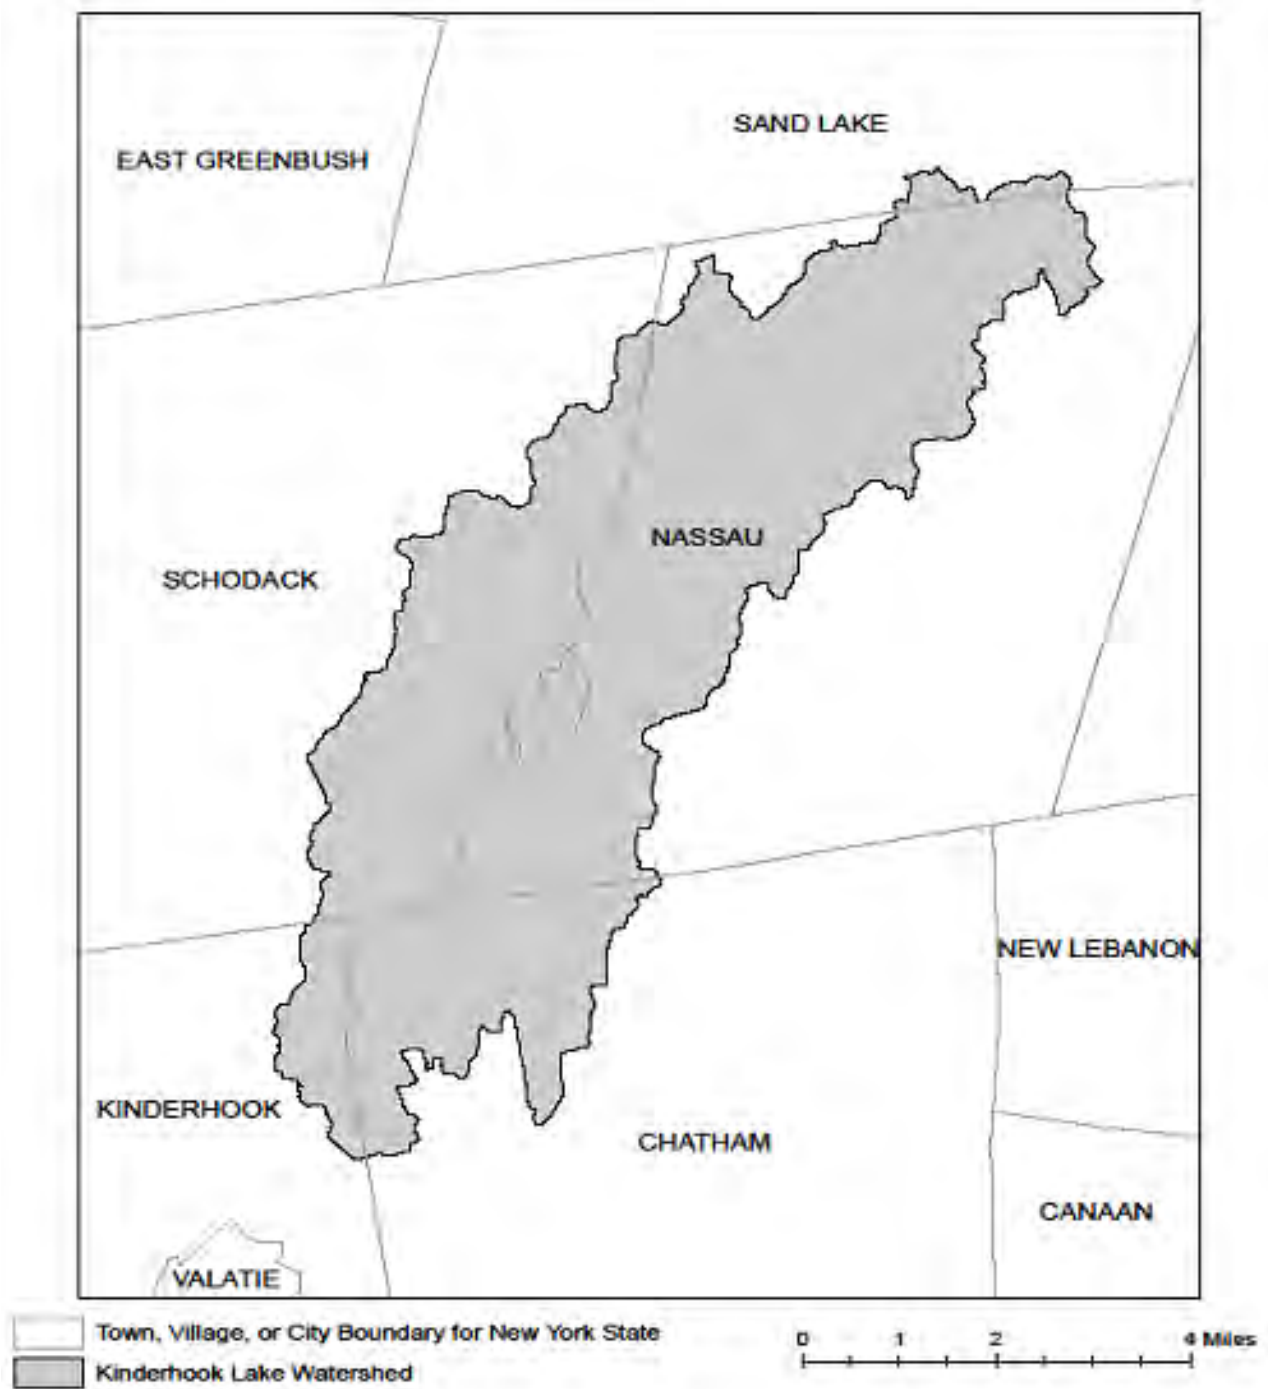 SAND LAKE
EAST GREENBUSH
NASSAU
SCHODACK
NEW LEBANON
KINDERHOOK
CHATHAM
CANAAN
VALATIE
Town, Village, or City Boundary for New York State
Kinderhook Lake Watershed
0 1 2 4 Miles